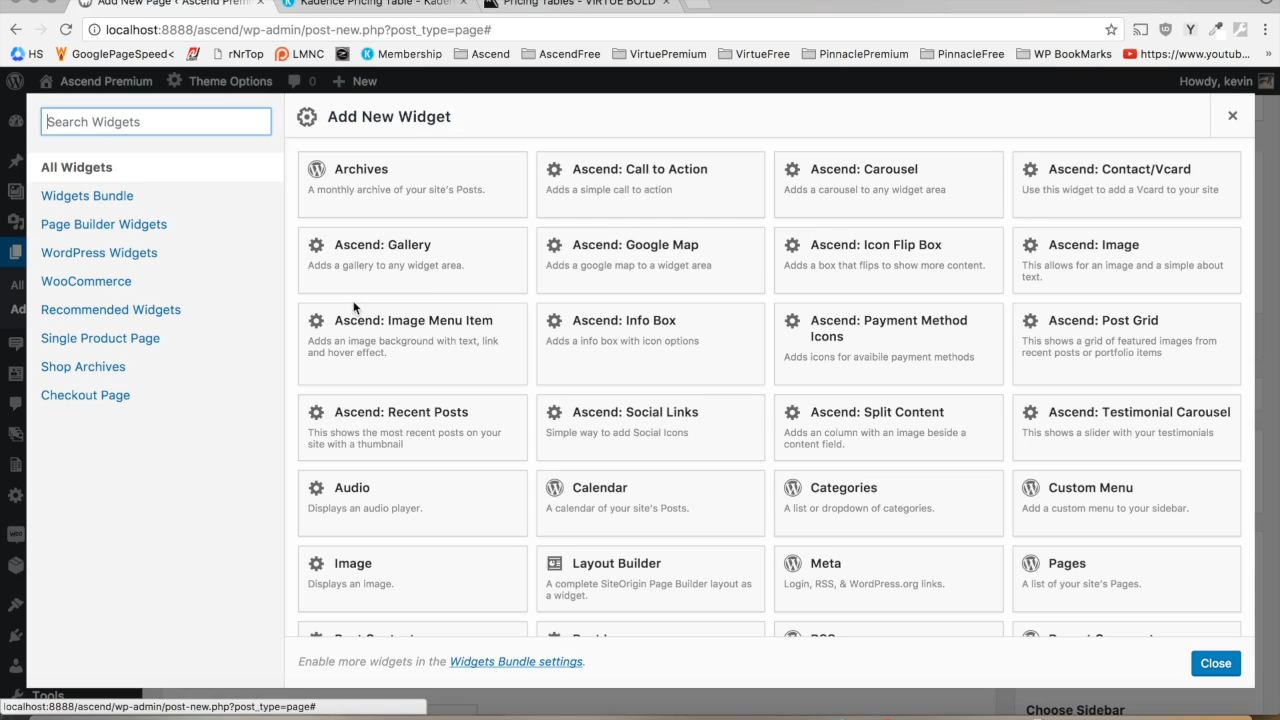 Add New Page ‹ Ascend Prem
Kadence Pricing Table - Kadence
Pricing Tables - VIRTUE BOLD
localhost:8888/ascend/wp-admin/post-new.php?post_type=page#
HS
GooglePageSpeed<
rNrTop
LMNC
Membership
Ascend
AscendFree
VirtuePremium
VirtueFree
PinnaclePremium
PinnacleFree
WP BookMarks
https://www.youtub...
»
Ascend Premium
Theme Options
0
New
Howdy, kevin
Search Widgets
All Widgets
Widgets Bundle
Page Builder Widgets
WordPress Widgets
WooCommerce
Recommended Widgets
Single Product Page
Shop Archives
Checkout Page
All
Ad
Add New Widget
Archives
A monthly archive of your site's Posts.
Ascend: Call to Action
Adds a simple call to action
Ascend: Carousel
Adds a carousel to any widget area
Ascend: Contact/Vcard
Use this widget to add a Vcard to your site
Ascend: Gallery
Adds a gallery to any widget area.
Ascend: Google Map
Adds a google map to a widget area
Ascend: Icon Flip Box
Adds a box that flips to show more content.
Ascend: Image
This allows for an image and a simple about
text.
Ascend: Image Menu Item
Adds an image background with text, link
and hover effect.
Ascend: Info Box
Adds a info box with icon options
Ascend: Payment Method
Icons
Adds icons for avaibile payment methods
Ascend: Post Grid
This shows a grid of featured images from
recent posts or portfolio items
Ascend: Recent Posts
This shows the most recent posts on your
site with a thumbnail
Ascend: Social Links
Simple way to add Social Icons
Ascend: Split Content
Adds an column with an image beside a
content field.
Ascend: Testimonial Carousel
This shows a slider with your testimonials
Audio
Displays an audio player.
Calendar
A calendar of your site's Posts.
Categories
A list or dropdown of categories.
Custom Menu
Add a custom menu to your sidebar.
Image
Displays an image.
Layout Builder
A complete SiteOrigin Page Builder layout as
a widget.
Meta
Login, RSS, & WordPress.org links.
Pages
A list of your site's Pages.
Enable more widgets in the Widgets Bundle settings.
Close
Tools
localhost:8888/ascend/wp-admin/post-new.php?post_type=page#
Choose Sidebar